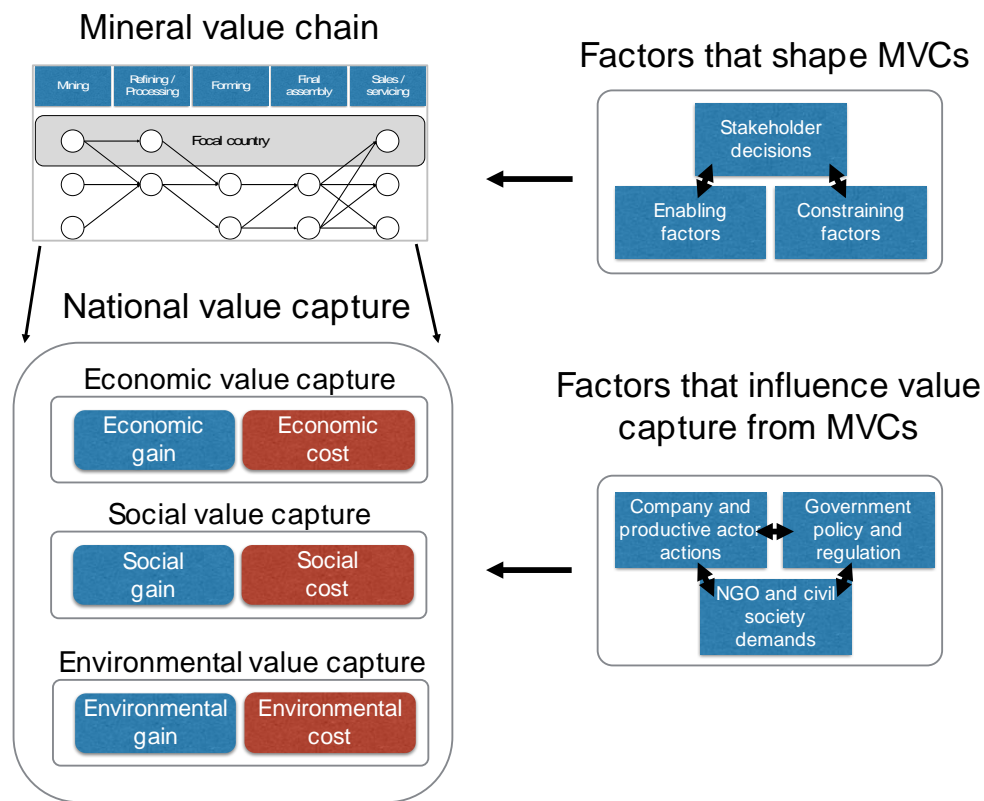 Mineral value chain
Mining
Refining /
Processing
Forming
Final
assembly
Sales /
servicing
Focal country
National value capture
Economic value capture
Economic
gain
Economic
cost
Social value capture
Social
gain
Social
cost
Environmental value capture
Environmental
gain
Environmental
cost
Factors that shape MVCs
Stakeholder
decisions
Enabling
factors
Constraining
factors
Factors that influence value
capture from MVCs
Company and
productive actor
actions
Government
policy and
regulation
NGO and civil
society
demands